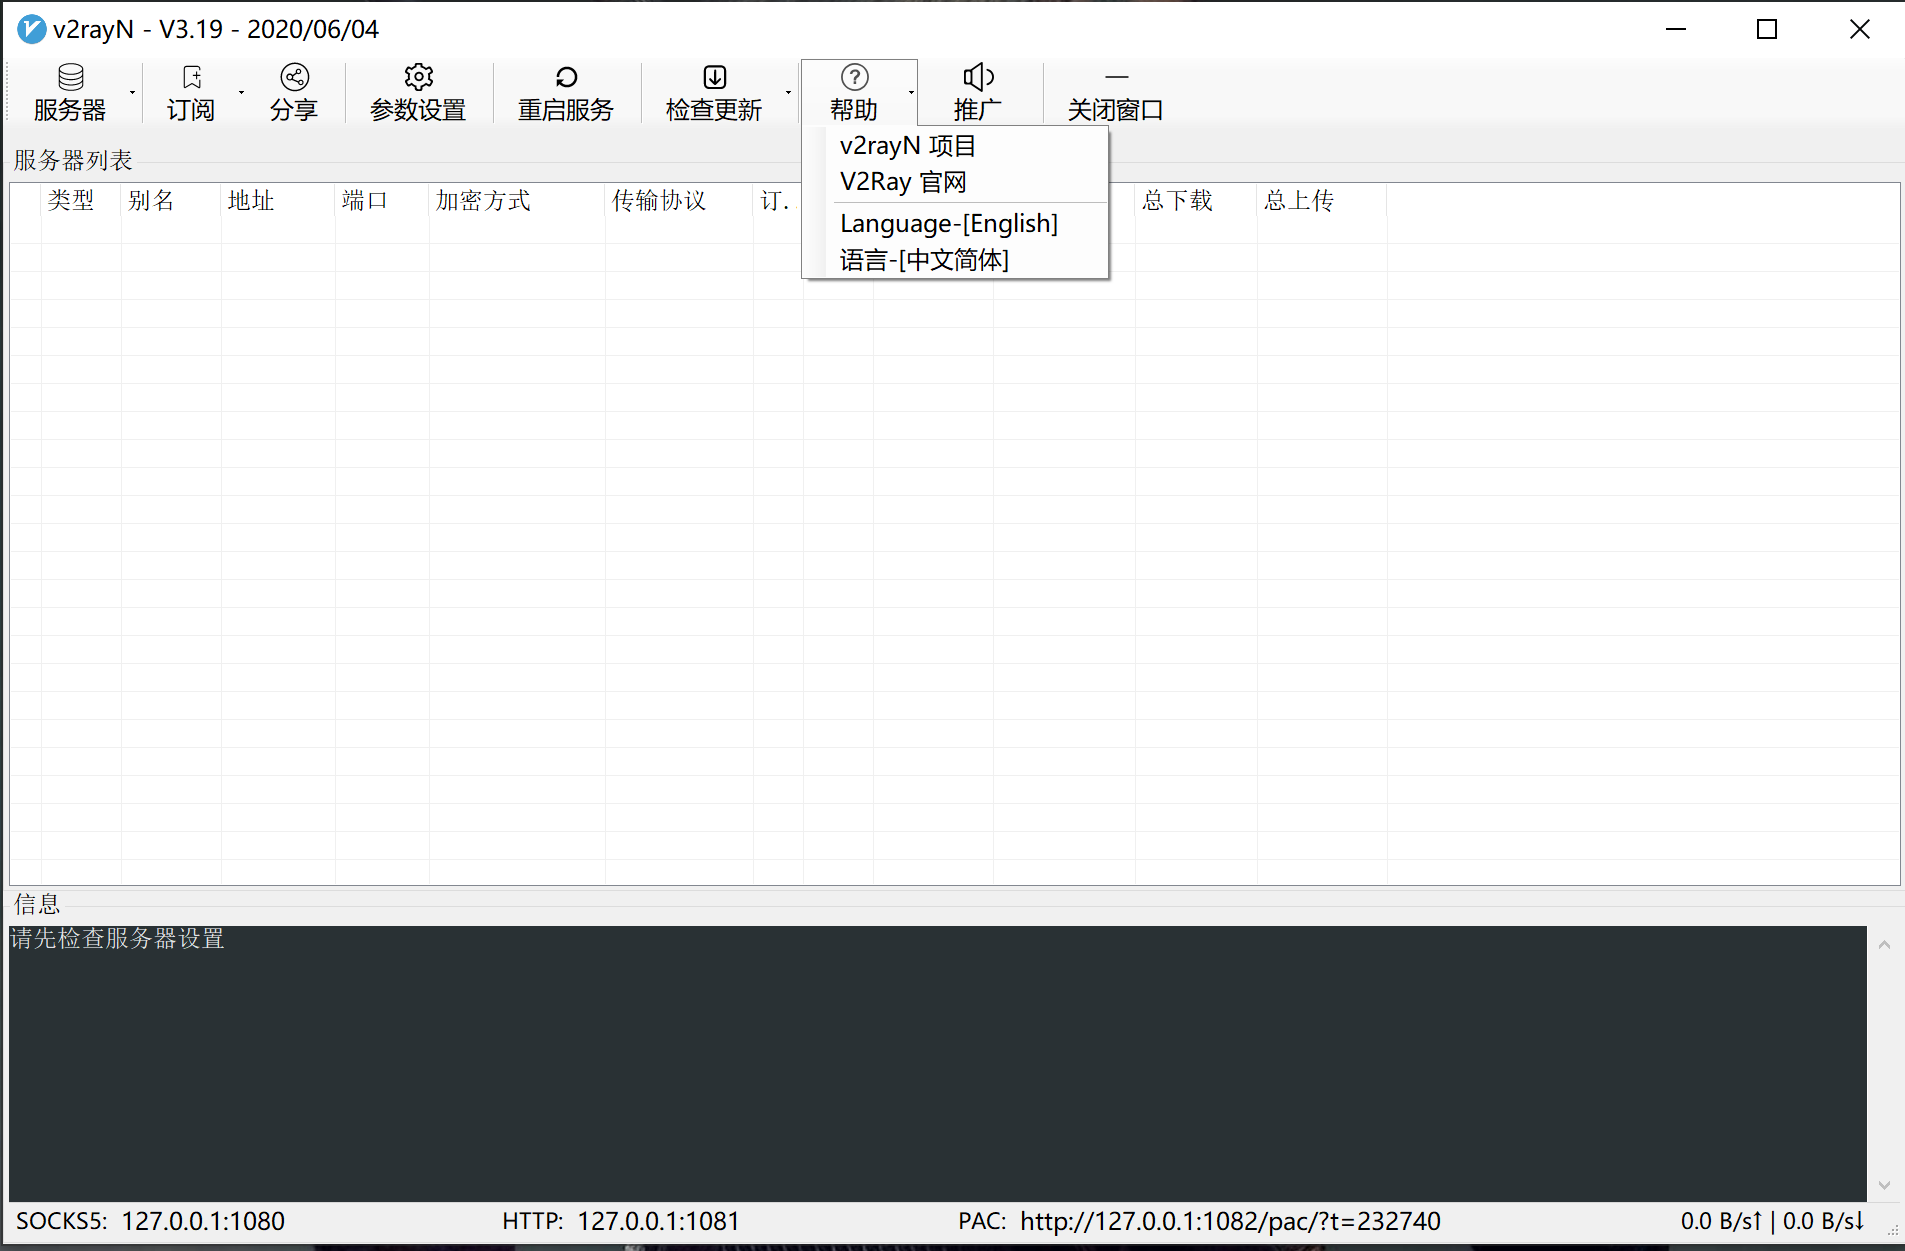 v2rayN - V3.19 - 2020/06/04
服务器 订阅 分享 参数设置 重启服务 检查更新 帮助 推广 关闭窗口
v2rayN 项目
V2Ray 官网
Language-[English]
语言-[中文简体]
服务器列表
类型 别名 地址 端口 加密方式 传输协议 订.. 总下载 总上传
信息
请先检查服务器设置
SOCKS5: 127.0.0.1:1080 HTTP: 127.0.0.1:1081 PAC: http://127.0.0.1:1082/pac/?t=232740 0.0 B/s↑ | 0.0 B/s↓